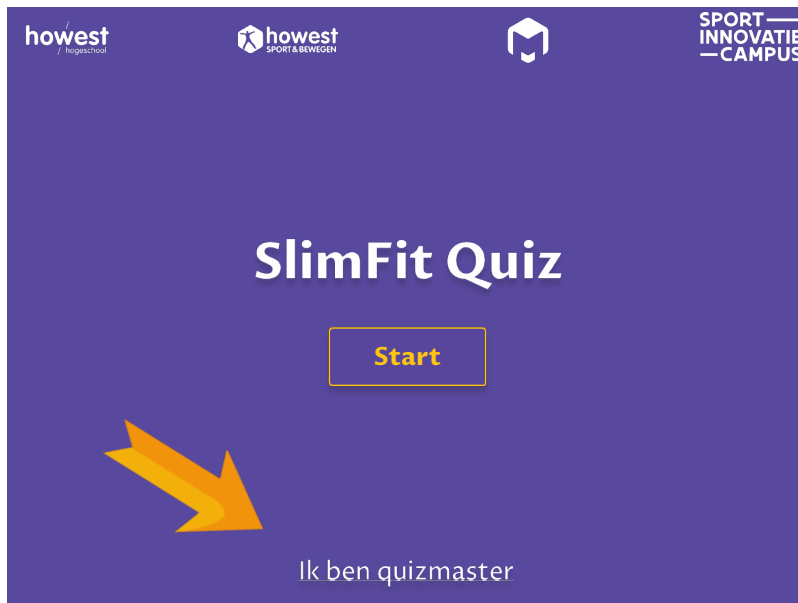 howest
hogeschool
howest
SPORT & BEWEGEN
SPORT
INNOVATIE
CAMPUS
SlimFit Quiz
Start
Ik ben quizmaster